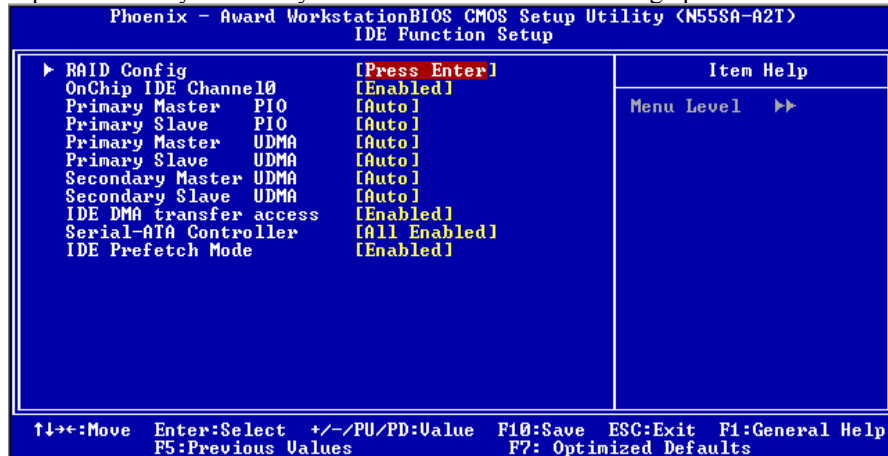 Phoenix - Award WorkstationBIOS CMOS Setup Utility (N55SA-A2T)
IDE Function Setup
▶ RAID Config [Press Enter]
OnChip IDE Channel0 [Enabled]
Primary Master PIO [Auto]
Primary Slave PIO [Auto]
Primary Master UDMA [Auto]
Primary Slave UDMA [Auto]
Secondary Master UDMA [Auto]
Secondary Slave UDMA [Auto]
IDE DMA transfer access [Enabled]
Serial-ATA Controller [All Enabled]
IDE Prefetch Mode [Enabled]
Item Help
Menu Level ▶▶
↑↓→←:Move Enter:Select +/-/PU/PD:Value F10:Save ESC:Exit F1:General Help
F5:Previous Values F7: Optimized Defaults